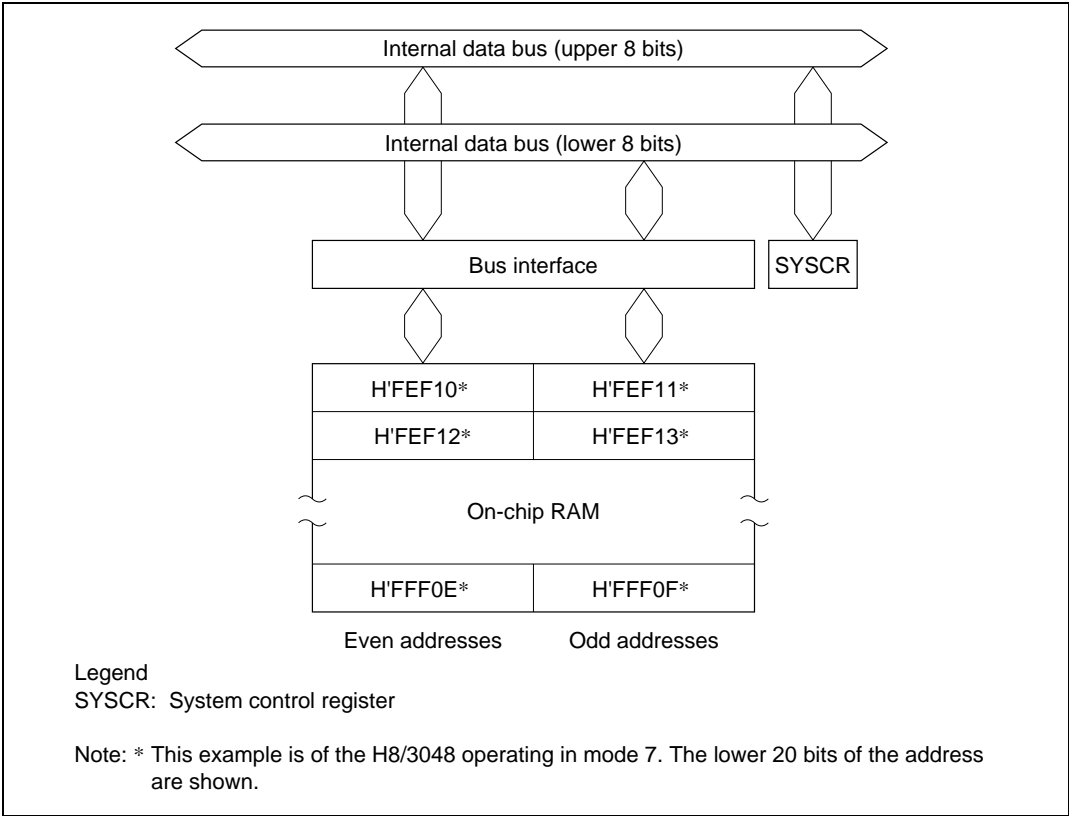 Internal data bus (upper 8 bits)
Internal data bus (lower 8 bits)
Bus interface
SYSCR
H'FEF10*
H'FEF11*
H'FEF12*
H'FEF13*
On-chip RAM
H'FFF0E*
H'FFF0F*
Even addresses
Odd addresses
Legend
SYSCR: System control register
Note: * This example is of the H8/3048 operating in mode 7. The lower 20 bits of the address
are shown.